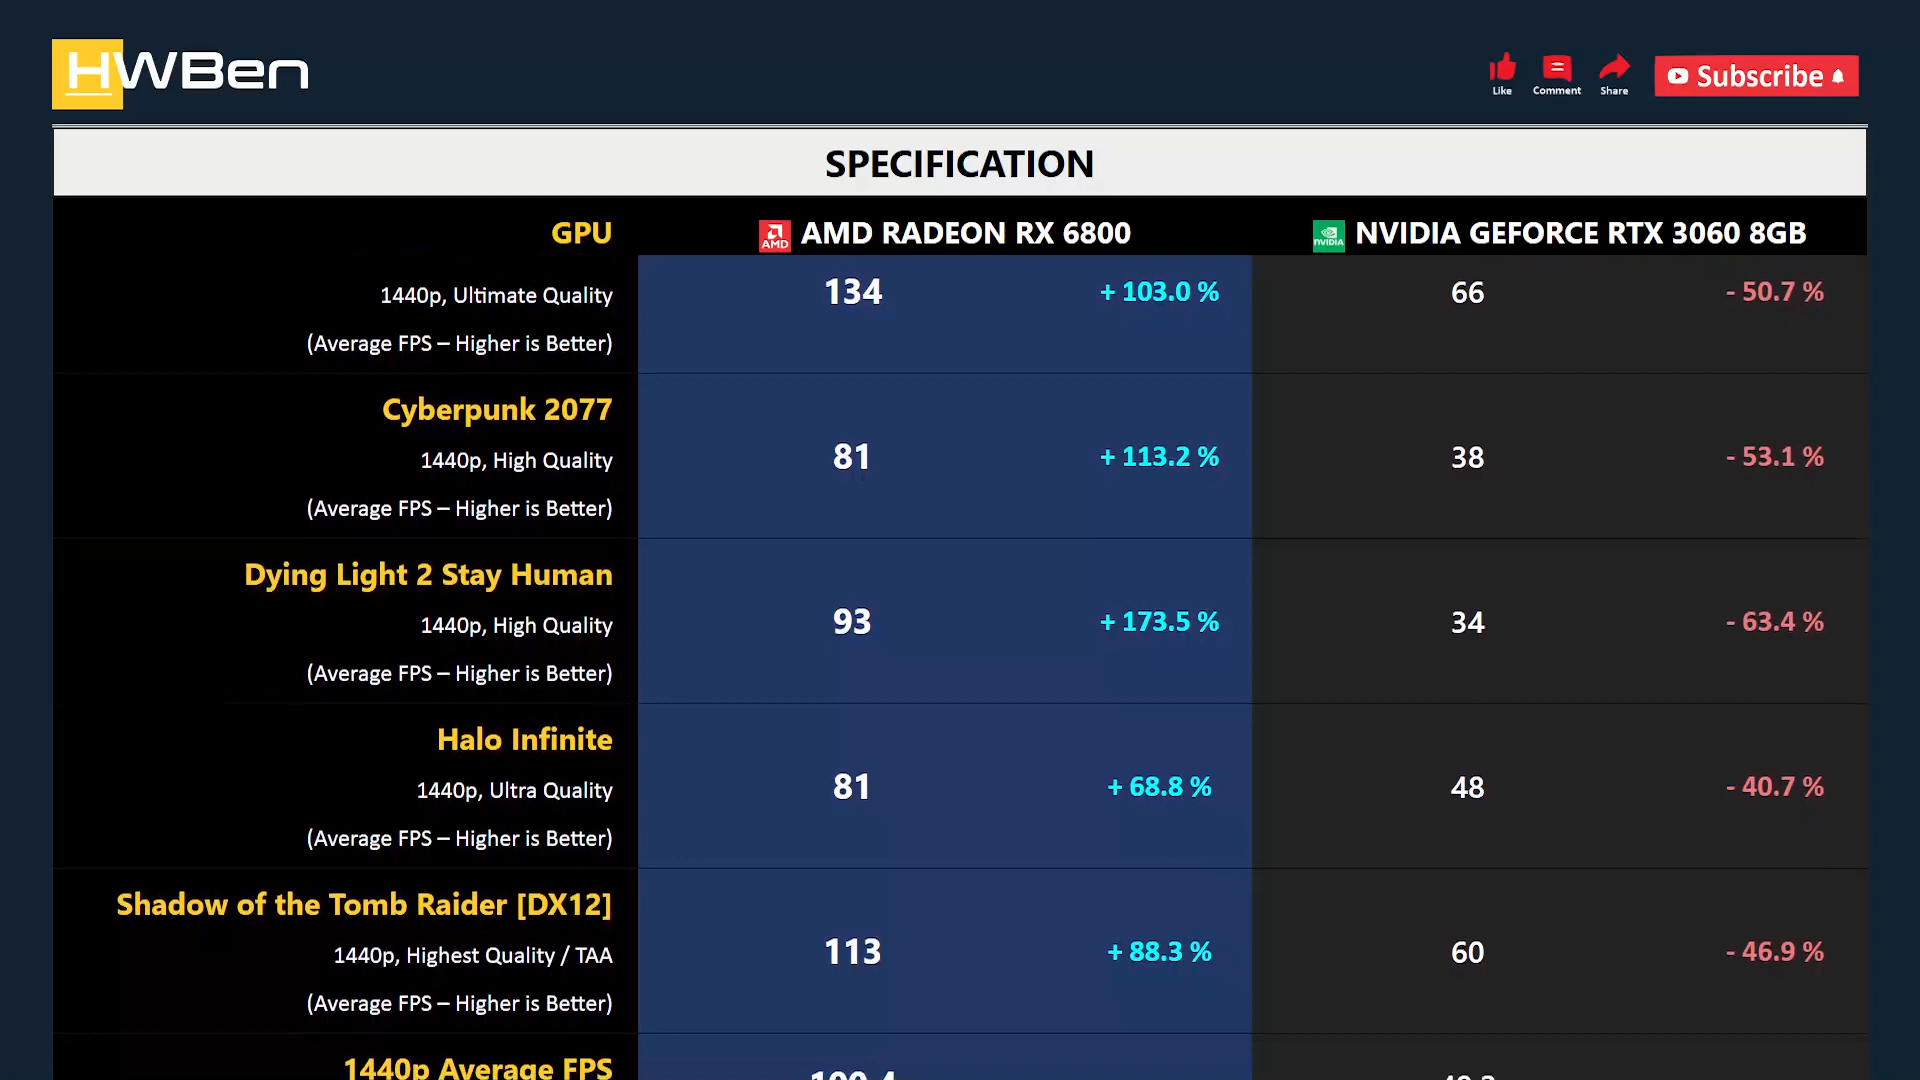 HWBen
Like Comment Share Subscribe
SPECIFICATION
GPU AMD AMD RADEON RX 6800 NVIDIA NVIDIA GEFORCE RTX 3060 8GB
1440p, Ultimate Quality 134 + 103.0 % 66 - 50.7 %
(Average FPS – Higher is Better)
Cyberpunk 2077
1440p, High Quality 81 + 113.2 % 38 - 53.1 %
(Average FPS – Higher is Better)
Dying Light 2 Stay Human
1440p, High Quality 93 + 173.5 % 34 - 63.4 %
(Average FPS – Higher is Better)
Halo Infinite
1440p, Ultra Quality 81 + 68.8 % 48 - 40.7 %
(Average FPS – Higher is Better)
Shadow of the Tomb Raider [DX12]
1440p, Highest Quality / TAA 113 + 88.3 % 60 - 46.9 %
(Average FPS – Higher is Better)
1440p Average FPS